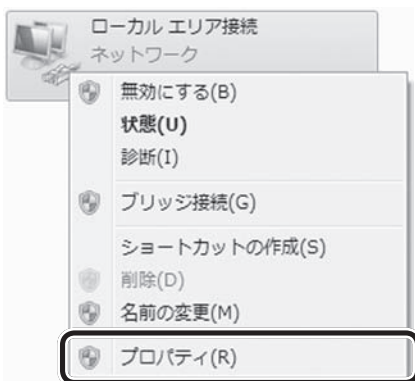 ローカル エリア接続
ネットワーク
無効にする(B)
状態(U)
診断(I)
ブリッジ接続(G)
ショートカットの作成(S)
削除(D)
名前の変更(M)
プロパティ(R)